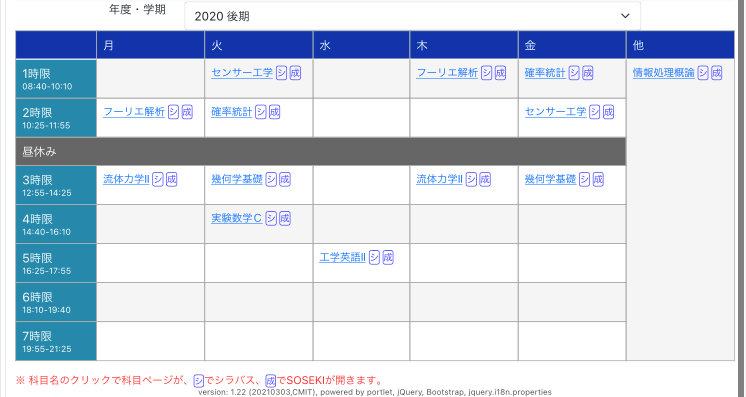 年度・学期 2020 後期
月 火 水 木 金 他
1時限 センサー工学 シ 成 フーリエ解析 シ 成 確率統計 シ 成 情報処理概論 シ 成
08:40-10:10
2時限 フーリエ解析 シ 成 確率統計 シ 成 センサー工学 シ 成
10:25-11:55
昼休み
3時限 流体力学II シ 成 幾何学基礎 シ 成 流体力学II シ 成 幾何学基礎 シ 成
12:55-14:25
4時限 実験数学C シ 成
14:40-16:10
5時限 工学英語II シ 成
16:25-17:55
6時限
18:10-19:40
7時限
19:55-21:25
※ 科目名のクリックで科目ページが、シでシラバス、成でSOSEKIが開きます。
version: 1.22 (20210303,CMIT), powered by portlet, jQuery, Bootstrap, jquery.i18n.properties